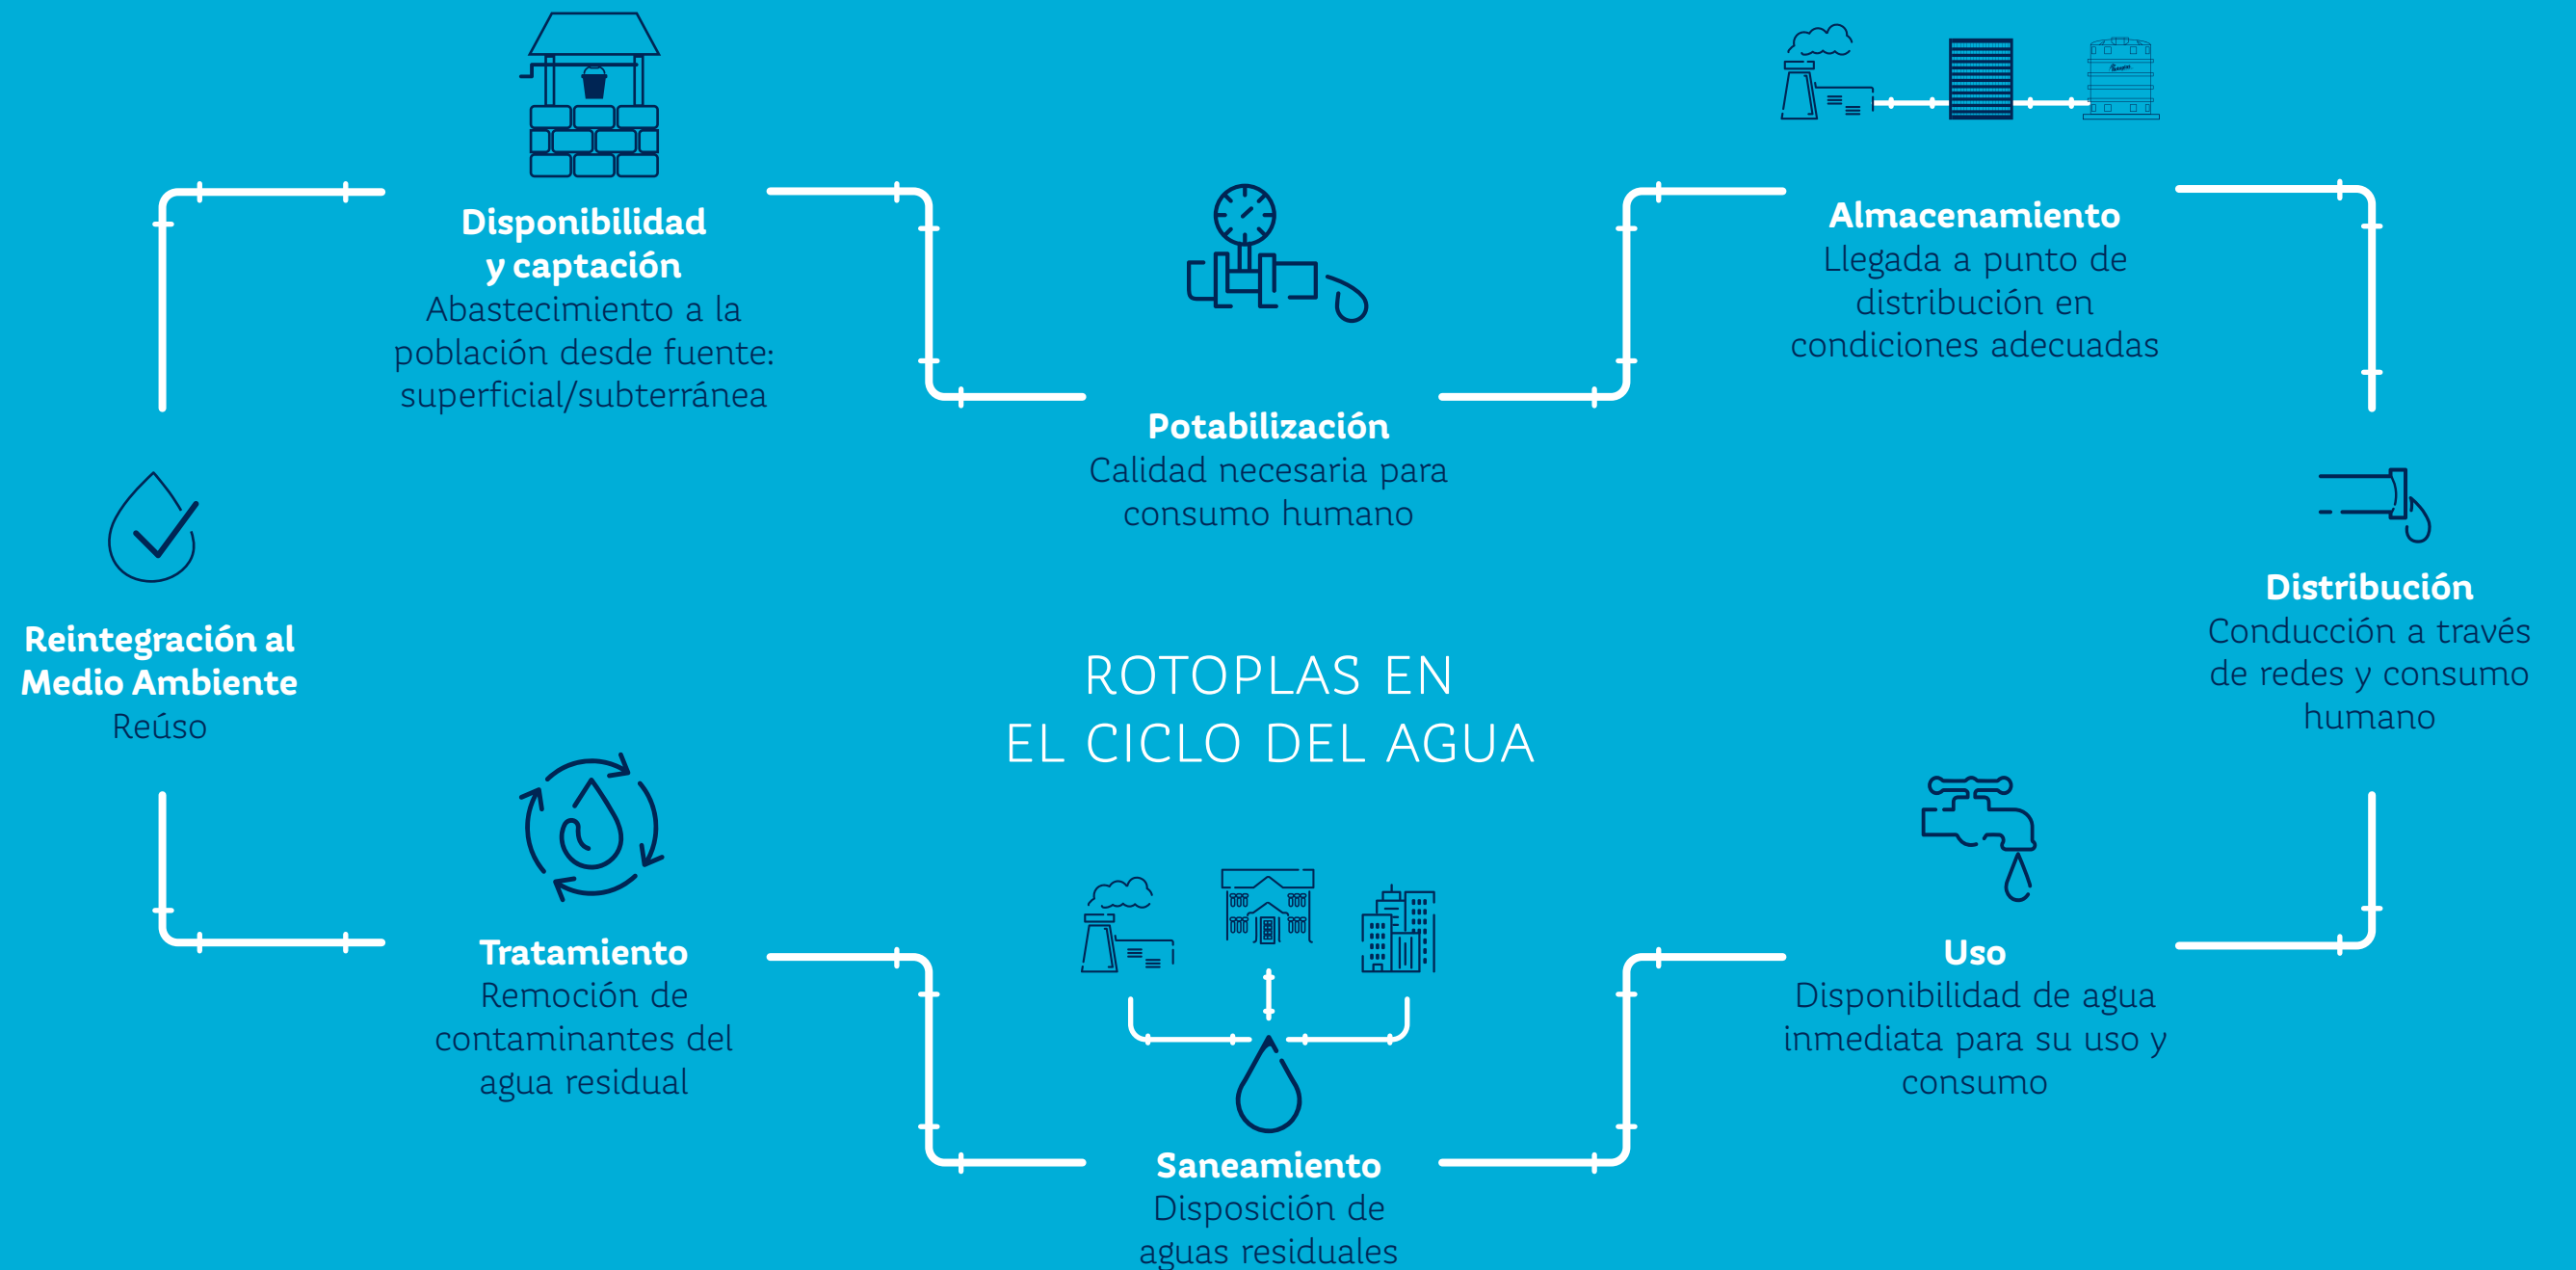 Disponibilidad
y captación
Abastecimiento a la
población desde fuente:
superficial/subterránea
Potabilización
Calidad necesaria para
consumo humano
Almacenamiento
Llegada a punto de
distribución en
condiciones adecuadas
Distribución
Conducción a través
de redes y consumo
humano
Uso
Disponibilidad de agua
inmediata para su uso y
consumo
Saneamiento
Disposición de
aguas residuales
Tratamiento
Remoción de
contaminantes del
agua residual
Reintegración al
Medio Ambiente
Reúso
ROTOPLAS EN
EL CICLO DEL AGUA